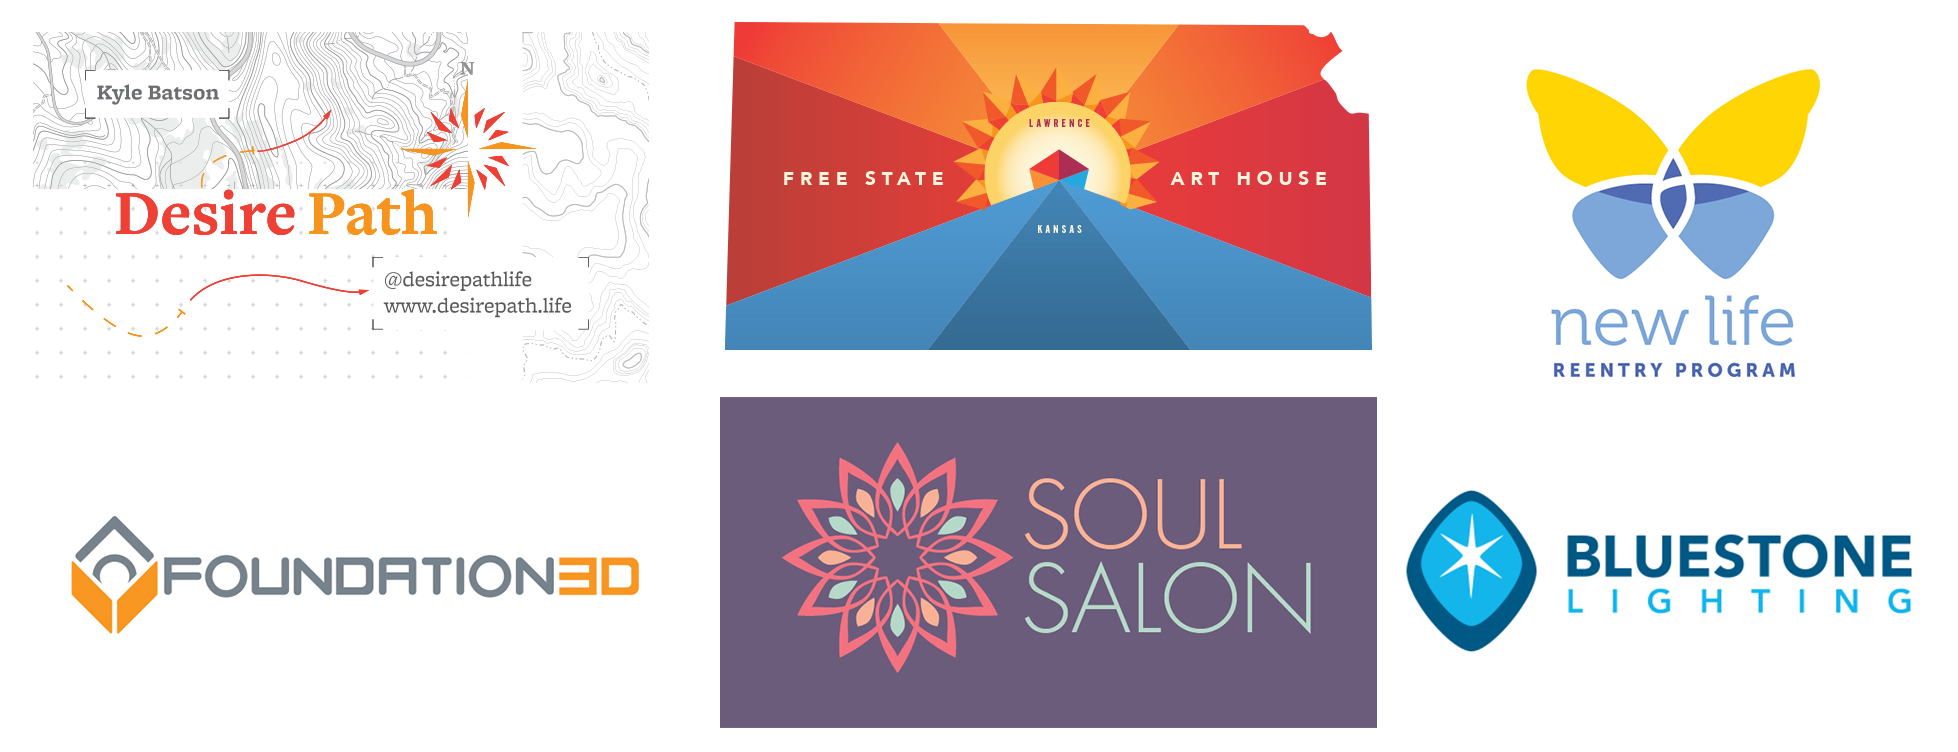 Kyle Batson
N
Desire Path
@desirepathlife
www.desirepath.life
LAWRENCE
FREE STATE ART HOUSE
KANSAS
new life
REENTRY PROGRAM
FOUNDATION3D
SOUL
SALON
BLUESTONE
LIGHTING